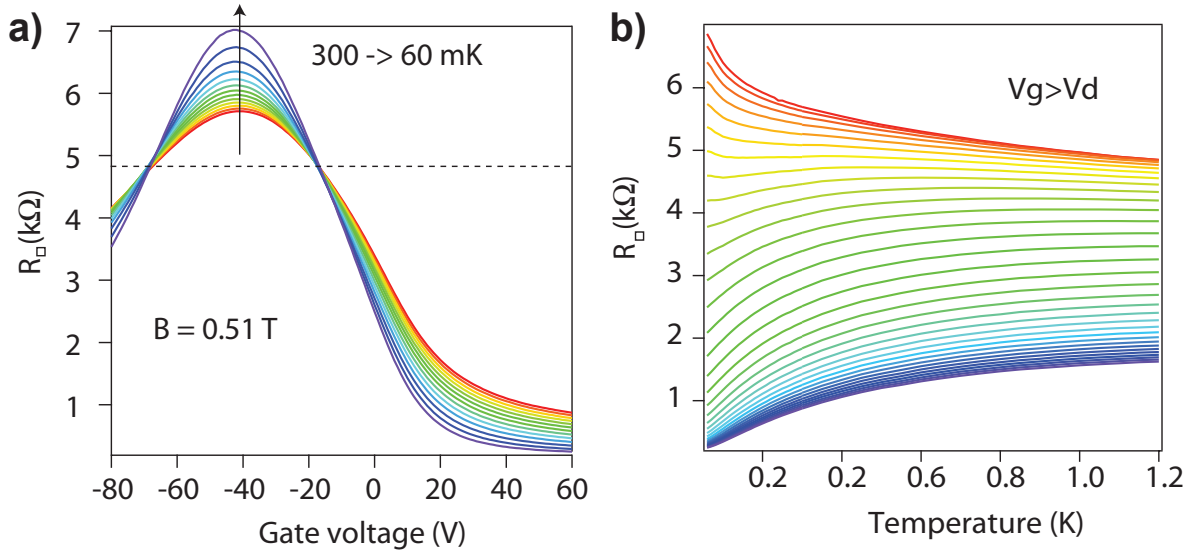 a)
300 -> 60 mK
B = 0.51 T
R□(kΩ)
7
6
5
4
3
2
1
-80 -60 -40 -20 0 20 40 60
Gate voltage (V)
b)
Vg>Vd
R□(kΩ)
6
5
4
3
2
1
0.2 0.2 0.6 0.8 1.0 1.2
Temperature (K)